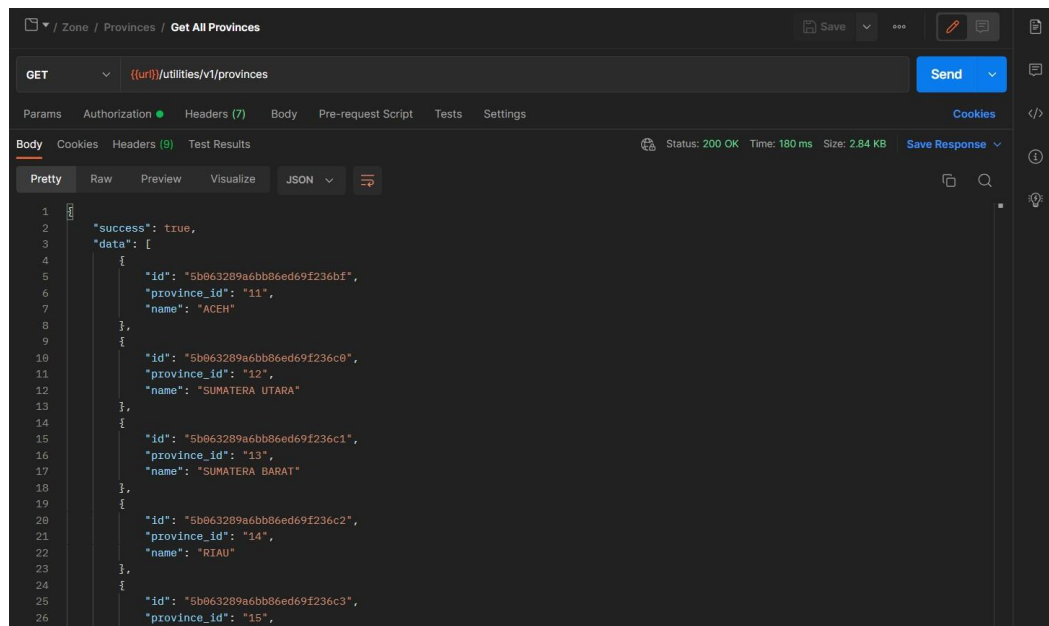 / Zone / Provinces / Get All Provinces
Save
GET {{url}}/utilities/v1/provinces Send
Params Authorization Headers (7) Body Pre-request Script Tests Settings Cookies
Body Cookies Headers (9) Test Results Status: 200 OK Time: 180 ms Size: 2.84 KB Save Response
Pretty Raw Preview Visualize JSON
1 {
2 "success": true,
3 "data": [
4 {
5 "id": "5b063289a6bb86ed69f236bf",
6 "province_id": "11",
7 "name": "ACEH"
8 },
9 {
10 "id": "5b063289a6bb86ed69f236c0",
11 "province_id": "12",
12 "name": "SUMATERA UTARA"
13 },
14 {
15 "id": "5b063289a6bb86ed69f236c1",
16 "province_id": "13",
17 "name": "SUMATERA BARAT"
18 },
19 {
20 "id": "5b063289a6bb86ed69f236c2",
21 "province_id": "14",
22 "name": "RIAU"
23 },
24 {
25 "id": "5b063289a6bb86ed69f236c3",
26 "province_id": "15",